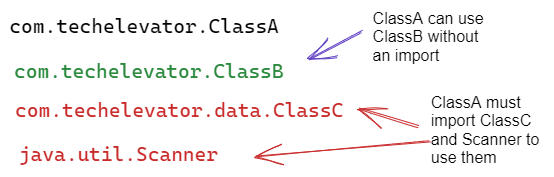 com.techelevator.ClassA
ClassA can use
ClassB without
an import
com.techelevator.ClassB
com.techelevator.data.ClassC
java.util.Scanner
ClassA must
import ClassC
and Scanner to
use them